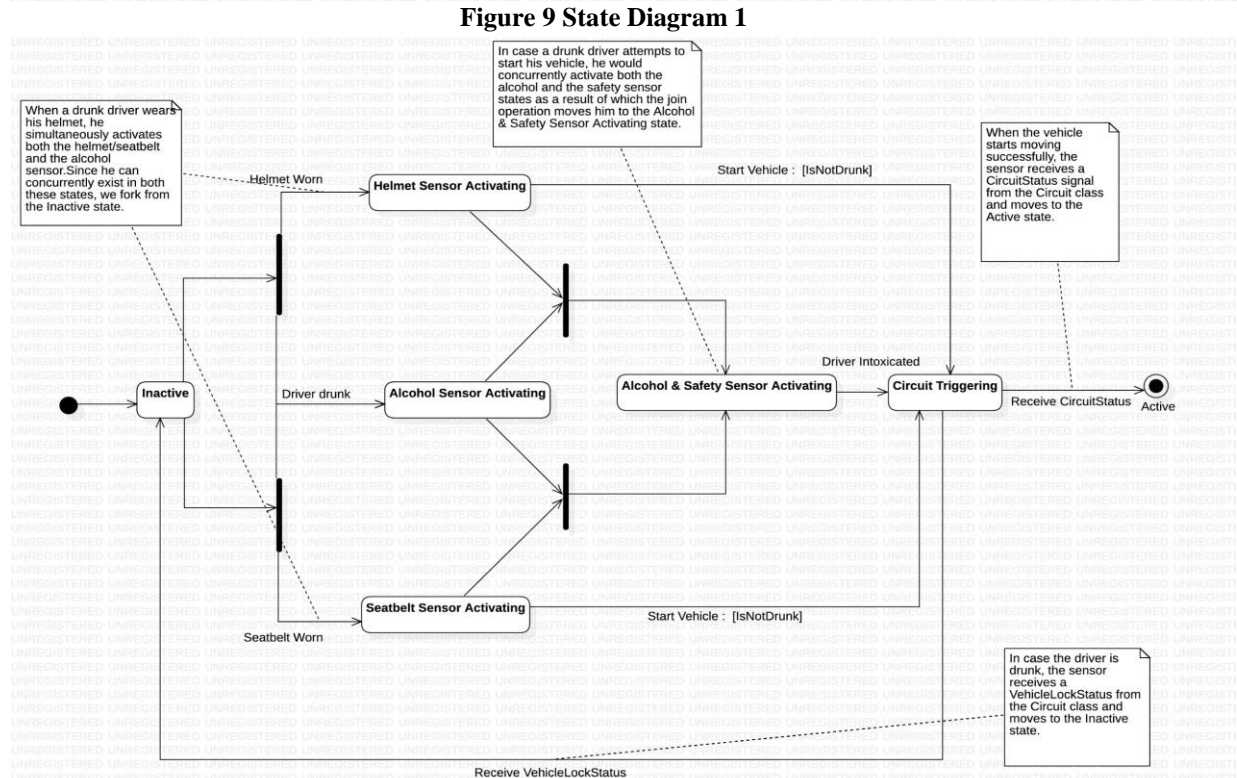 Figure 9 State Diagram 1
In case a drunk driver attempts to
start his vehicle, he would
concurrently activate both the
alcohol and the safety sensor
states as a result of which the join
operation moves him to the Alcohol
& Safety Sensor Activating state.
When a drunk driver wears
his helmet, he
simultaneously activates
both the helmet/seatbelt
and the alcohol
sensor.Since he can
concurrently exist in both
these states, we fork from
the Inactive state.
When the vehicle
starts moving
successfully, the
sensor receives a
CircuitStatus signal
from the Circuit class
and moves to the
Active state.
Helmet Worn
Helmet Sensor Activating
Start Vehicle : [IsNotDrunk]
Inactive
Driver drunk
Alcohol Sensor Activating
Alcohol & Safety Sensor Activating
Driver Intoxicated
Circuit Triggering
Receive CircuitStatus
Active
Seatbelt Worn
Seatbelt Sensor Activating
Start Vehicle : [IsNotDrunk]
In case the driver is
drunk, the sensor
receives a
VehicleLockStatus from
the Circuit class and
moves to the Inactive
state.
Receive VehicleLockStatus